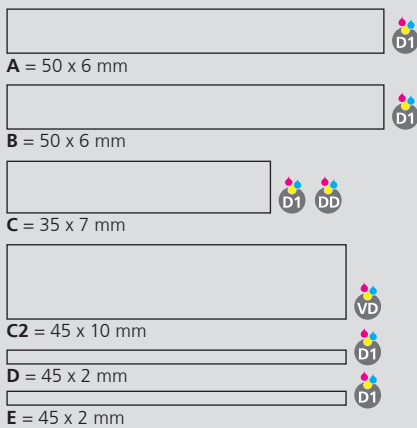 D1
A = 50 x 6 mm
D1
B = 50 x 6 mm
D1 DD
C = 35 x 7 mm
VD
C2 = 45 x 10 mm
D1
D = 45 x 2 mm
D1
E = 45 x 2 mm